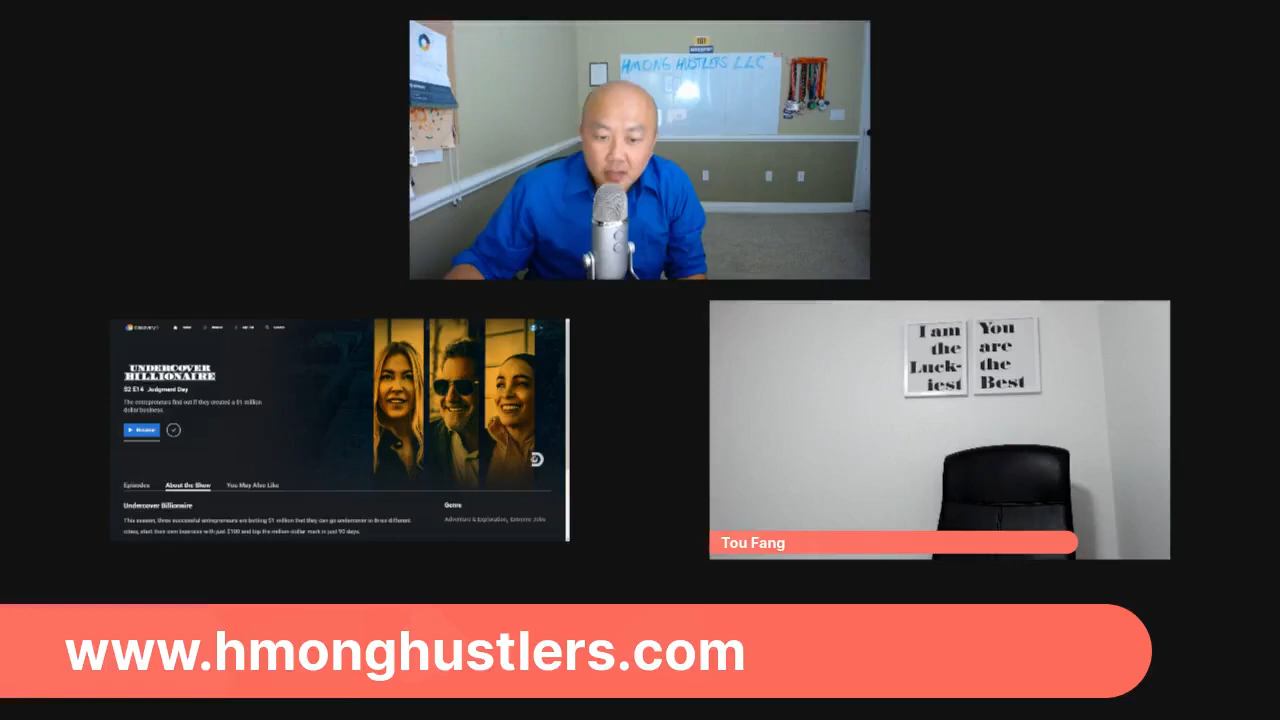 HMONG HUSTLERS LLC
UNDERCOVER
BILLIONAIRE
S2 E14 Judgment Day
The entrepreneurs find out if they created a $1 million
dollar business.
Resume
Episodes About the Show You May Also Like
Undercover Billionaire
Genre
This season, three successful entrepreneurs are betting $1 million that they can go undercover in three different
cities, start their own business with just $100 and top the million-dollar mark in just 90 days.
Adventure & Exploration, Extreme Jobs
I am
the
Luck-
iest
You
are
the
Best
Tou Fang
www.hmonghustlers.com